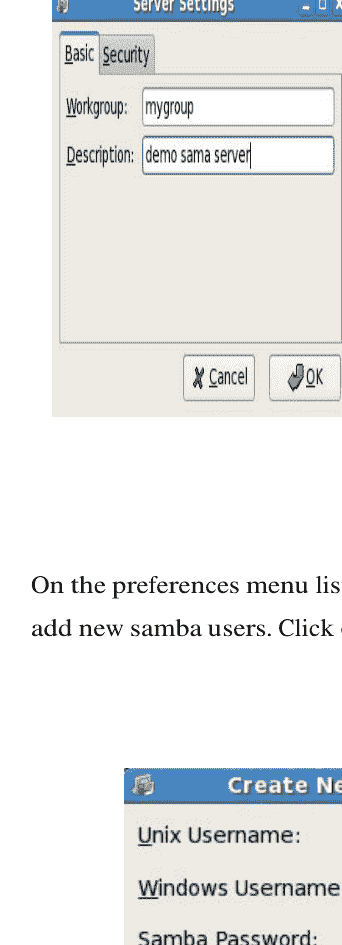 Server Settings
Basic Security
Workgroup: mygroup
Description: demo sama server
Cancel OK
On the preferences menu lis
add new samba users. Click
Create Ne
Unix Username:
Windows Username
Samba Password: